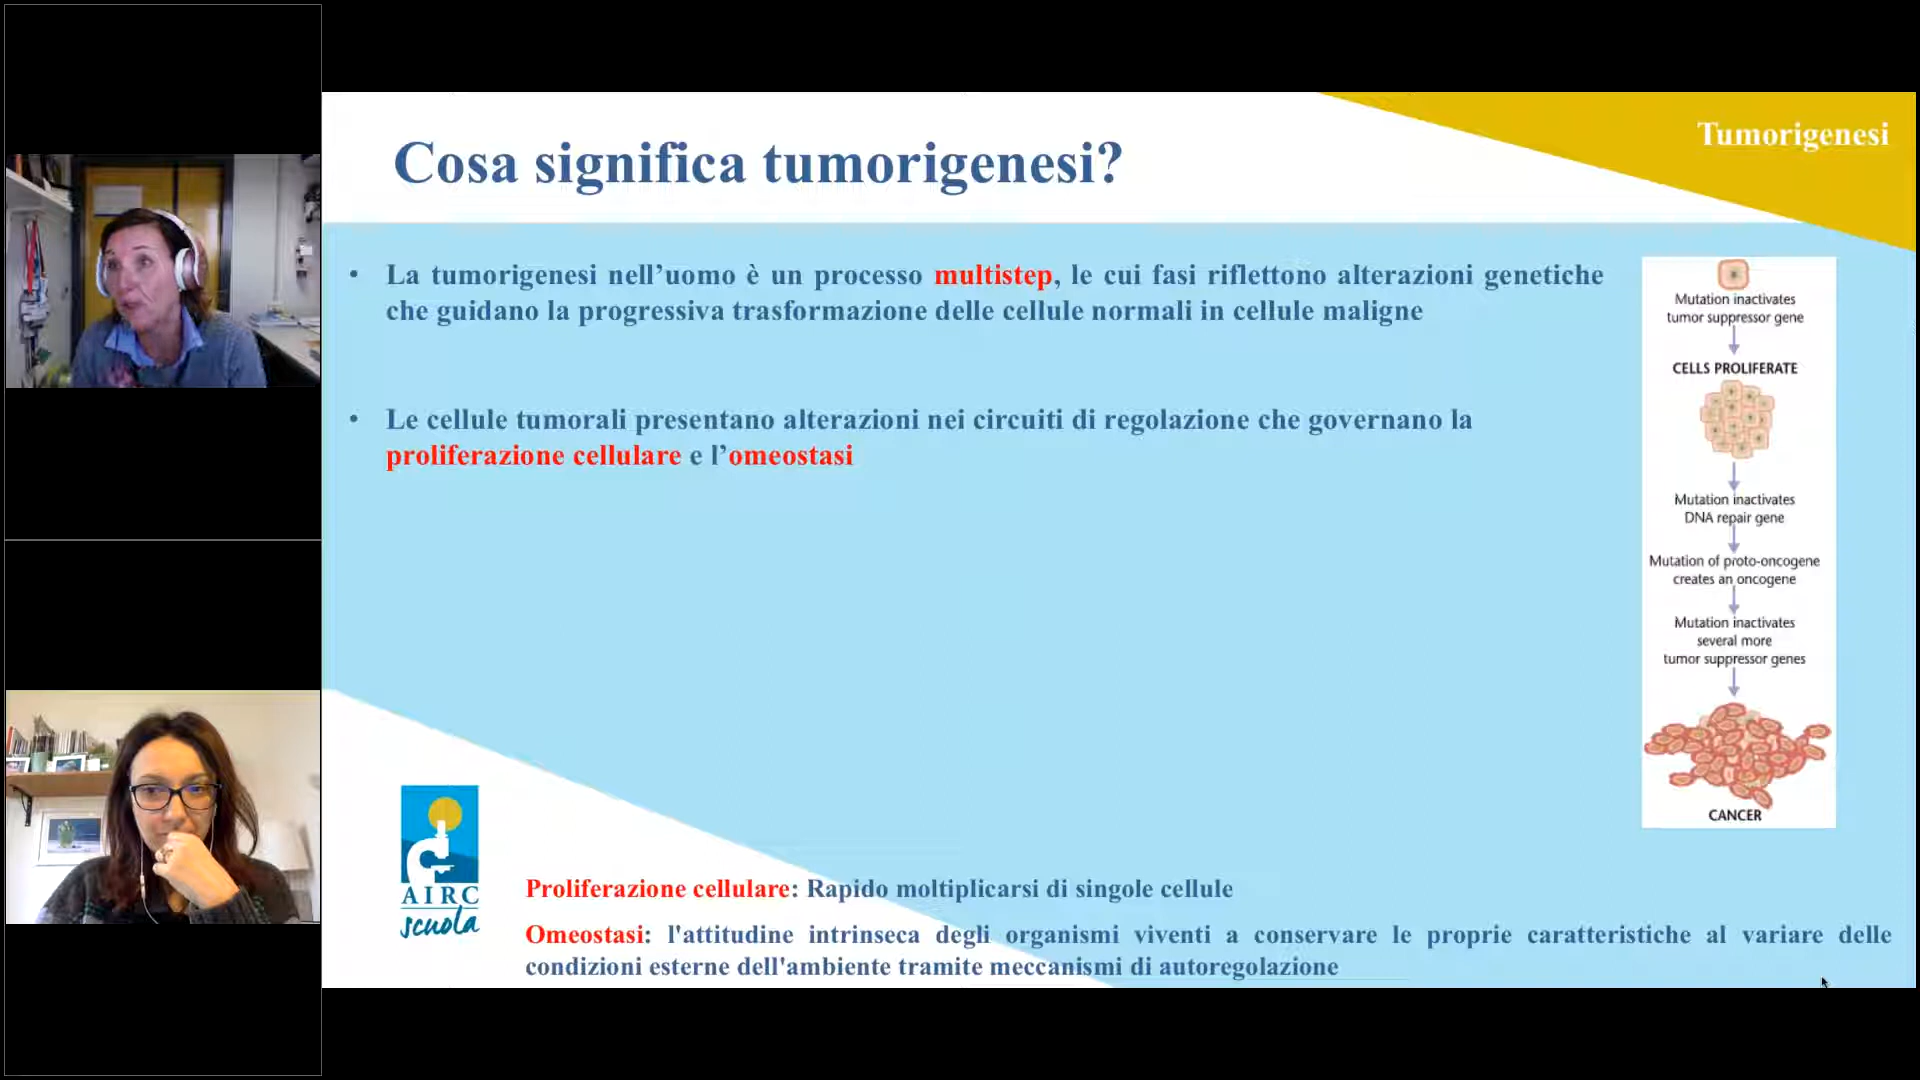 Tumorigenesi
Cosa significa tumorigenesi?
• La tumorigenesi nell’uomo è un processo multistep, le cui fasi riflettono alterazioni genetiche
che guidano la progressiva trasformazione delle cellule normali in cellule maligne
• Le cellule tumorali presentano alterazioni nei circuiti di regolazione che governano la
proliferazione cellulare e l’omeostasi
Mutation inactivates
tumor suppressor gene
CELLS PROLIFERATE
Mutation inactivates
DNA repair gene
Mutation of proto-oncogene
creates an oncogene
Mutation inactivates
several more
tumor suppressor genes
CANCER
AIRC
scuola
Proliferazione cellulare: Rapido moltiplicarsi di singole cellule
Omeostasi: l'attitudine intrinseca degli organismi viventi a conservare le proprie caratteristiche al variare delle
condizioni esterne dell'ambiente tramite meccanismi di autoregolazione